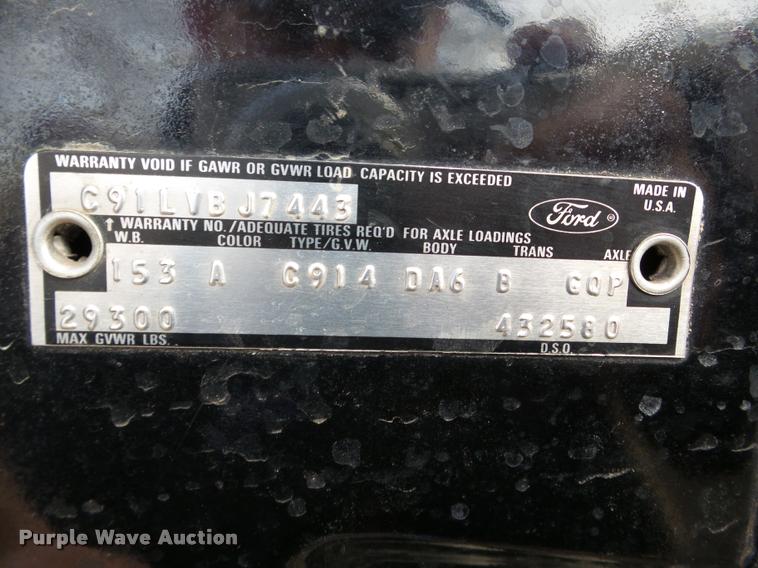 WARRANTY VOID IF GAWR OR GVWR LOAD CAPACITY IS EXCEEDED
MADE IN
U.S.A.
C91LVBJ7443
Ford
↑ WARRANTY NO./ADEQUATE TIRES REQ'D FOR AXLE LOADINGS
W.B. COLOR TYPE/G.V.W. BODY TRANS AXLE
153 A C914 DA6 B GQP
29300 432580
MAX GVWR LBS. D.S.O.
Purple Wave Auction